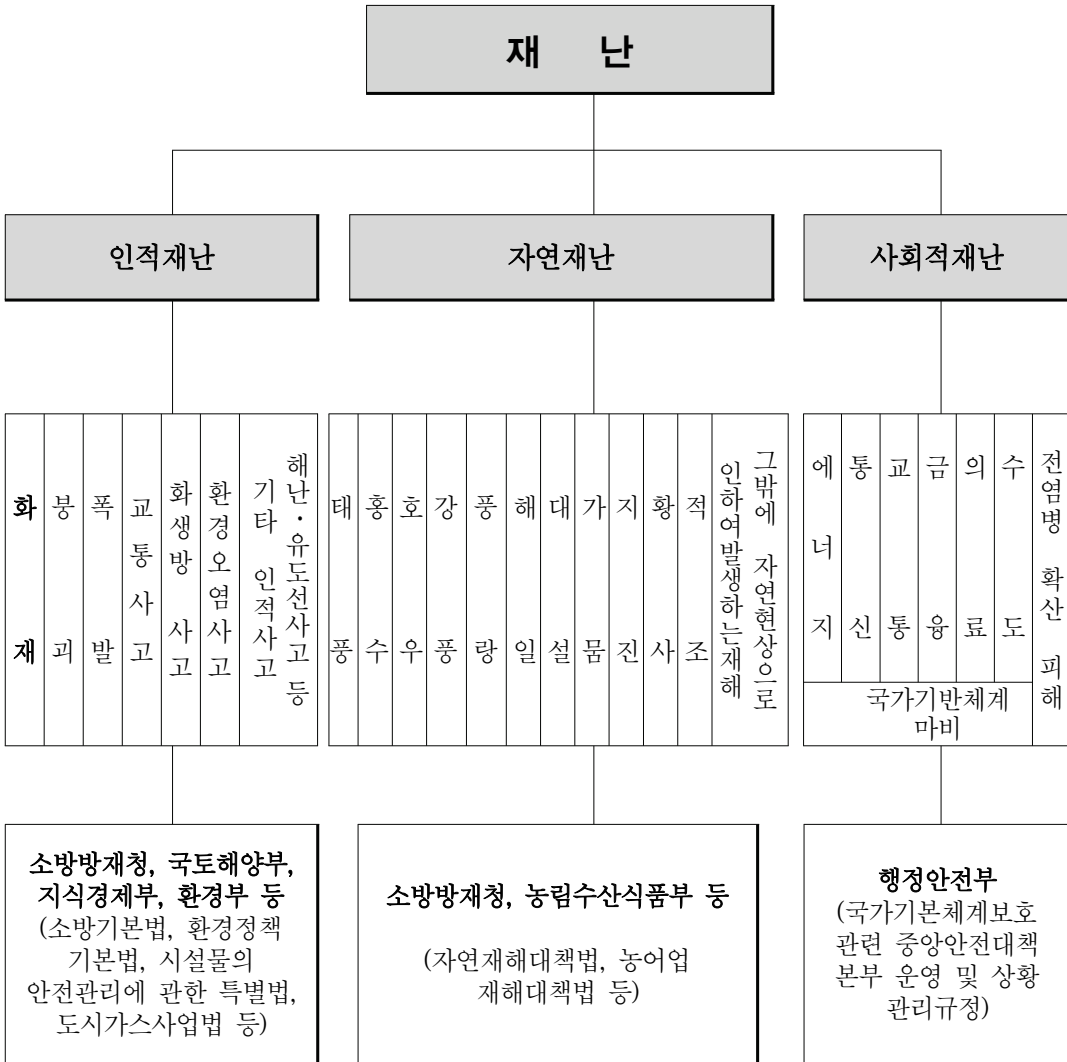 재 난
인적재난
자연재난
사회적재난
화재
붕괴
폭발
교통사고
화생방 사고
환경오염사고
기타 인적사고
해난·유도선사고 등
태풍
홍수
호우
강풍
풍랑
해일
대설
가뭄
지진
황사
적조
인하여발생하는재해
그밖에 자연현상으로
에너지
통신
교통
금융
의료
수도
국가기반체계
마비
전염병 확산 피해
소방방재청, 국토해양부,
지식경제부, 환경부 등
(소방기본법, 환경정책
기본법, 시설물의
안전관리에 관한 특별법,
도시가스사업법 등)
소방방재청, 농림수산식품부 등
(자연재해대책법, 농어업
재해대책법 등)
행정안전부
(국가기본체계보호
관련 중앙안전대책
본부 운영 및 상황
관리규정)